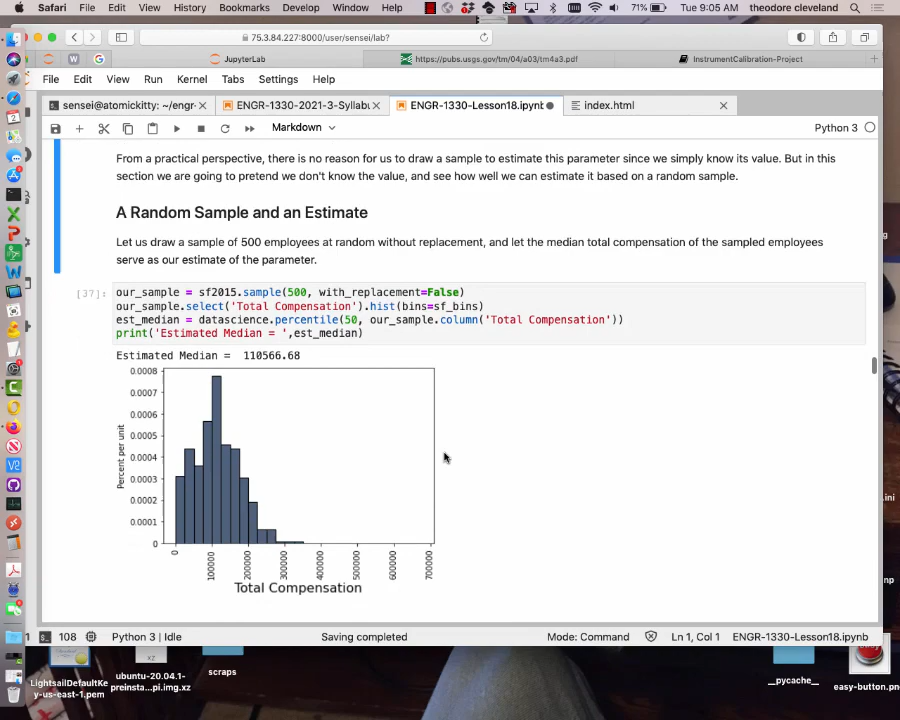 Safari File Edit View History Bookmarks Develop Window Help 71% Thu 9:05 AM theodore cleveland
75.3.84.227:8000/user/sensei/lab?
JupyterLab https://pubs.usgs.gov/tm/04/a03/tm4a3.pdf InstrumentCalibration-Project
File Edit View Run Kernel Tabs Settings Help
sensei@atomickitty: ~/engr- ENGR-1330-2021-3-Syllabu ENGR-1330-Lesson18.ipynb index.html
Markdown Python 3
From a practical perspective, there is no reason for us to draw a sample to estimate this parameter since we simply know its value. But in this
section we are going to pretend we don't know the value, and see how well we can estimate it based on a random sample.
A Random Sample and an Estimate
Let us draw a sample of 500 employees at random without replacement, and let the median total compensation of the sampled employees
serve as our estimate of the parameter.
[37]: our_sample = sf2015.sample(500, with_replacement=False)
our_sample.select('Total Compensation').hist(bins=sf_bins)
est_median = datascience.percentile(50, our_sample.column('Total Compensation'))
print('Estimated Median = ',est_median)
Estimated Median = 110566.68
0.0008
0.0007
0.0006
0.0005
0.0004
0.0003
0.0002
0.0001
0
Percent per unit
0 100000 200000 300000 400000 500000 600000 700000
Total Compensation
108 Python 3 | Idle Saving completed Mode: Command Ln 1, Col 1 ENGR-1330-Lesson18.ipynb
LightsailDefaultKe
y-us-east-1.pem
xz
ubuntu-20.04.1-
preinsta...pi.img.xz
scraps
__pycache__
easy-button.pn
.ini
np